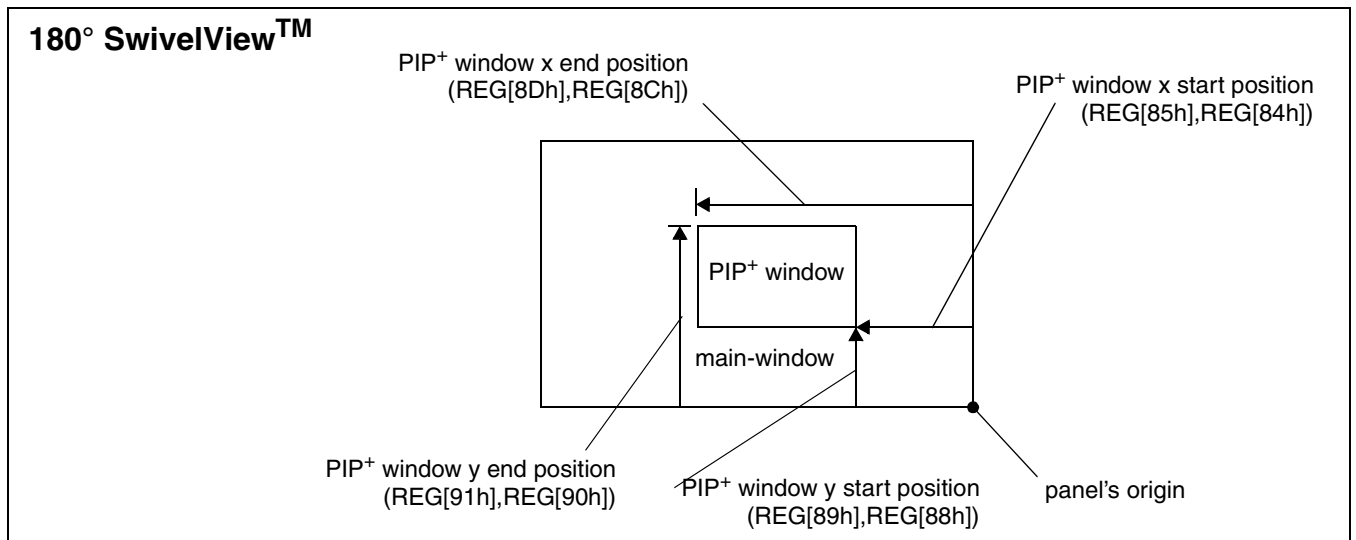 180° SwivelView™
PIP+ window x end position
(REG[8Dh],REG[8Ch])
PIP+ window x start position
(REG[85h],REG[84h])
PIP+ window
main-window
PIP+ window y end position
(REG[91h],REG[90h])
PIP+ window y start position
(REG[89h],REG[88h])
panel's origin